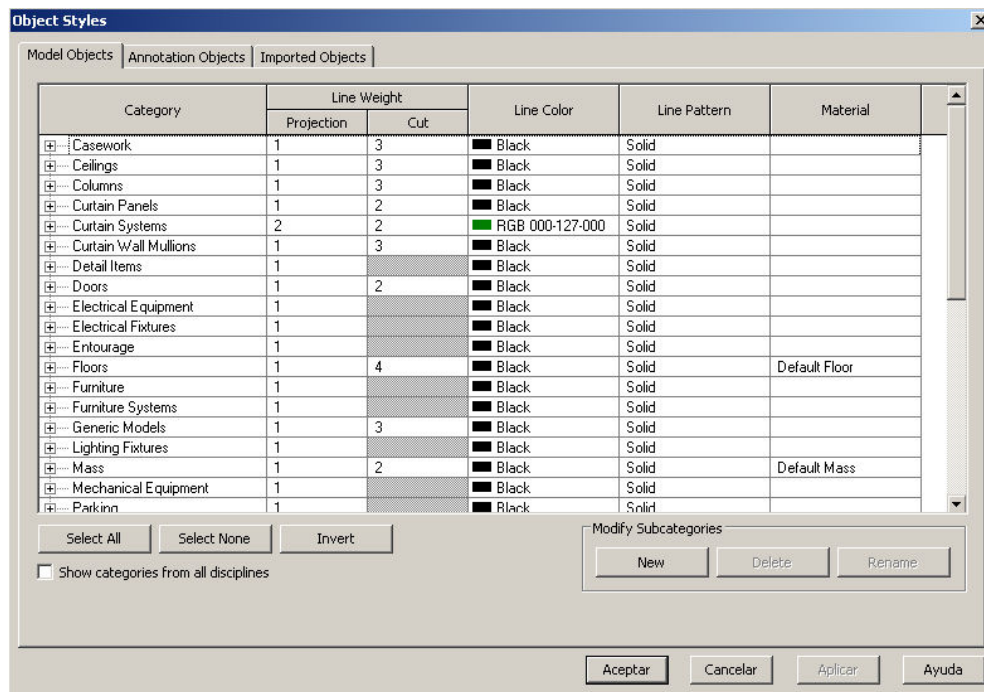 Object Styles
Model Objects Annotation Objects Imported Objects
Category Line Weight Line Color Line Pattern Material
Projection Cut
Casework 1 3 Black Solid
Ceilings 1 3 Black Solid
Columns 1 3 Black Solid
Curtain Panels 1 2 Black Solid
Curtain Systems 2 2 RGB 000-127-000 Solid
Curtain Wall Mullions 1 3 Black Solid
Detail Items 1 Black Solid
Doors 1 2 Black Solid
Electrical Equipment 1 Black Solid
Electrical Fixtures 1 Black Solid
Entourage 1 Black Solid
Floors 1 4 Black Solid Default Floor
Furniture 1 Black Solid
Furniture Systems 1 Black Solid
Generic Models 1 3 Black Solid
Lighting Fixtures 1 Black Solid
Mass 1 2 Black Solid Default Mass
Mechanical Equipment 1 Black Solid
Parking 1 Black Solid
Select All Select None Invert
Modify Subcategories
New Delete Rename
Show categories from all disciplines
Aceptar Cancelar Aplicar Ayuda